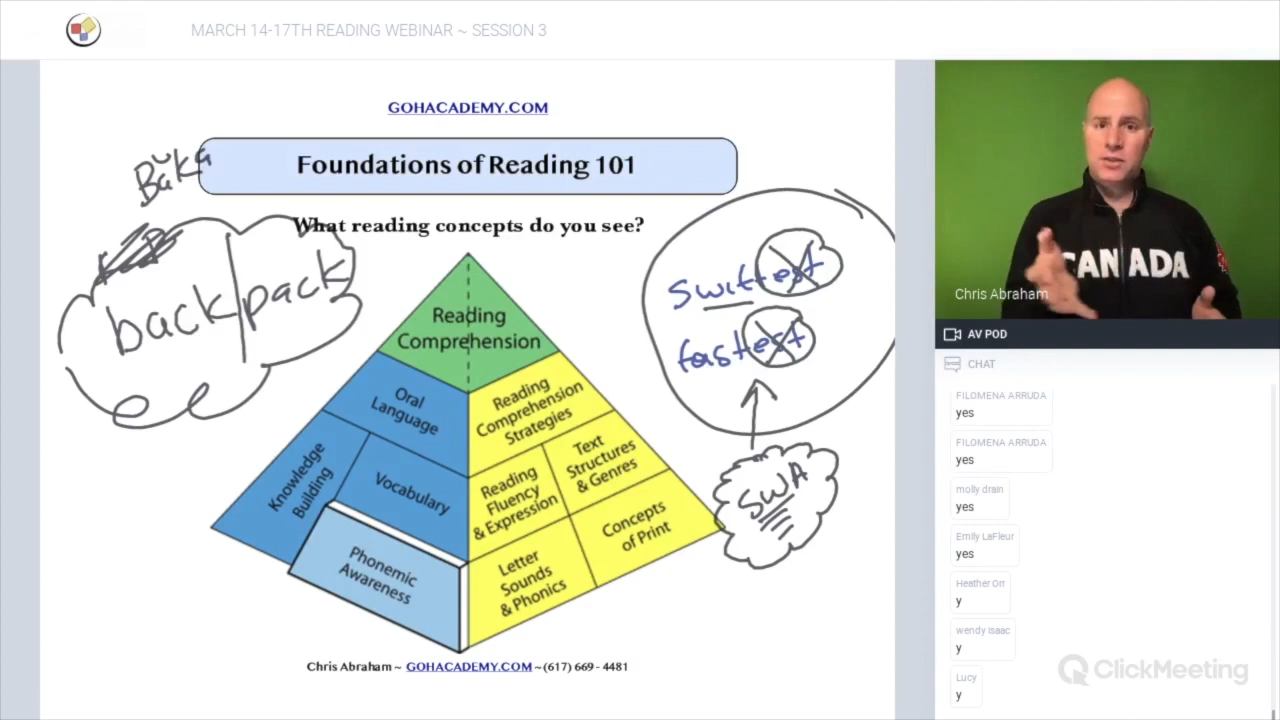 MARCH 14-17TH READING WEBINAR ~ SESSION 3
GOHACADEMY.COM
Foundations of Reading 101
What reading concepts do you see?
back pack
swiftest
fastest
SWA
Reading
Comprehension
Oral
Language
Reading
Comprehension
Strategies
Knowledge
Building
Vocabulary
Reading
Fluency
& Expression
Text
Structures
& Genres
Phonemic
Awareness
Letter
Sounds
& Phonics
Concepts
of Print
Chris Abraham ~ GOHACADEMY.COM ~ (617) 669 - 4481
CANADA
Chris Abraham
AV POD
CHAT
FILOMENA ARRUDA
yes
FILOMENA ARRUDA
yes
molly drain
yes
Emily LaFleur
yes
Heather Orr
y
wendy Isaac
y
Lucy
y
ClickMeeting